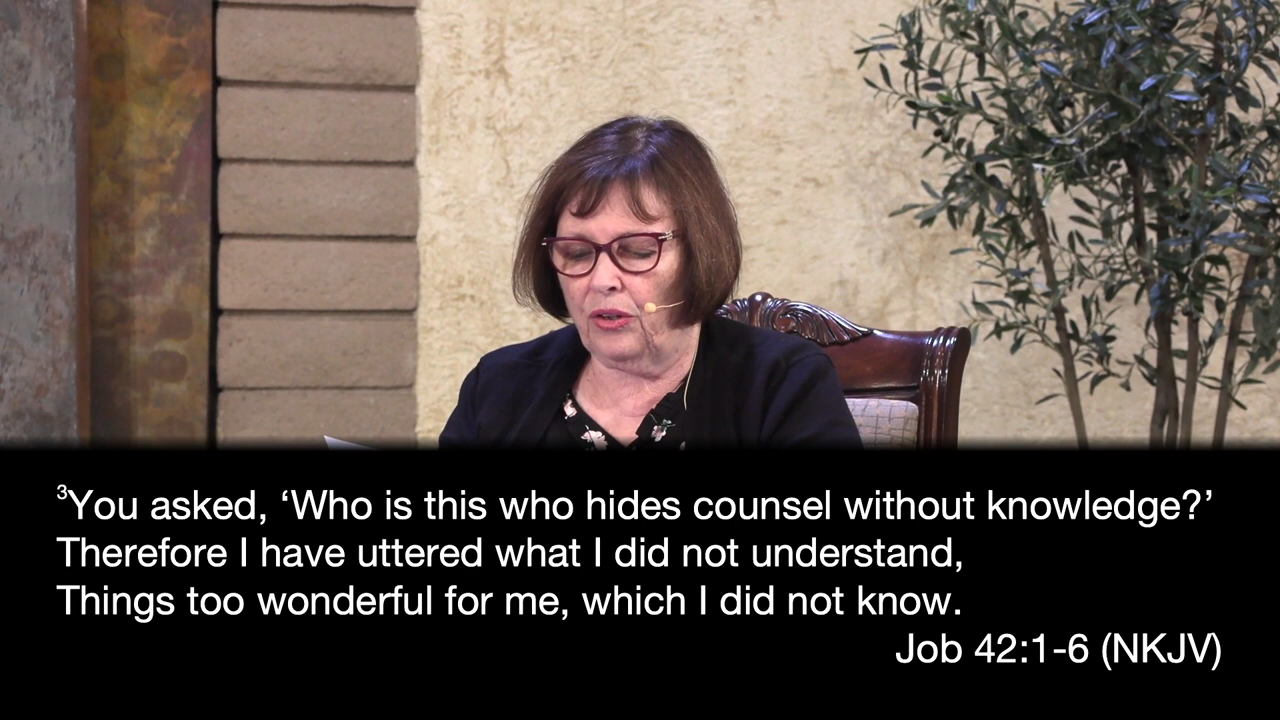 ³You asked, ‘Who is this who hides counsel without knowledge?’
Therefore I have uttered what I did not understand,
Things too wonderful for me, which I did not know.
Job 42:1-6 (NKJV)